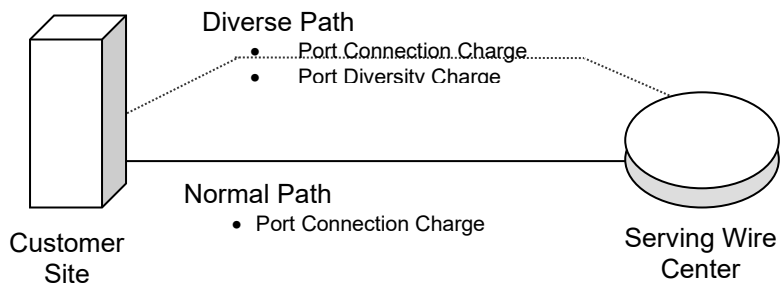 Diverse Path
• Port Connection Charge
• Port Diversity Charge
Normal Path
• Port Connection Charge
Customer
Site
Serving Wire
Center